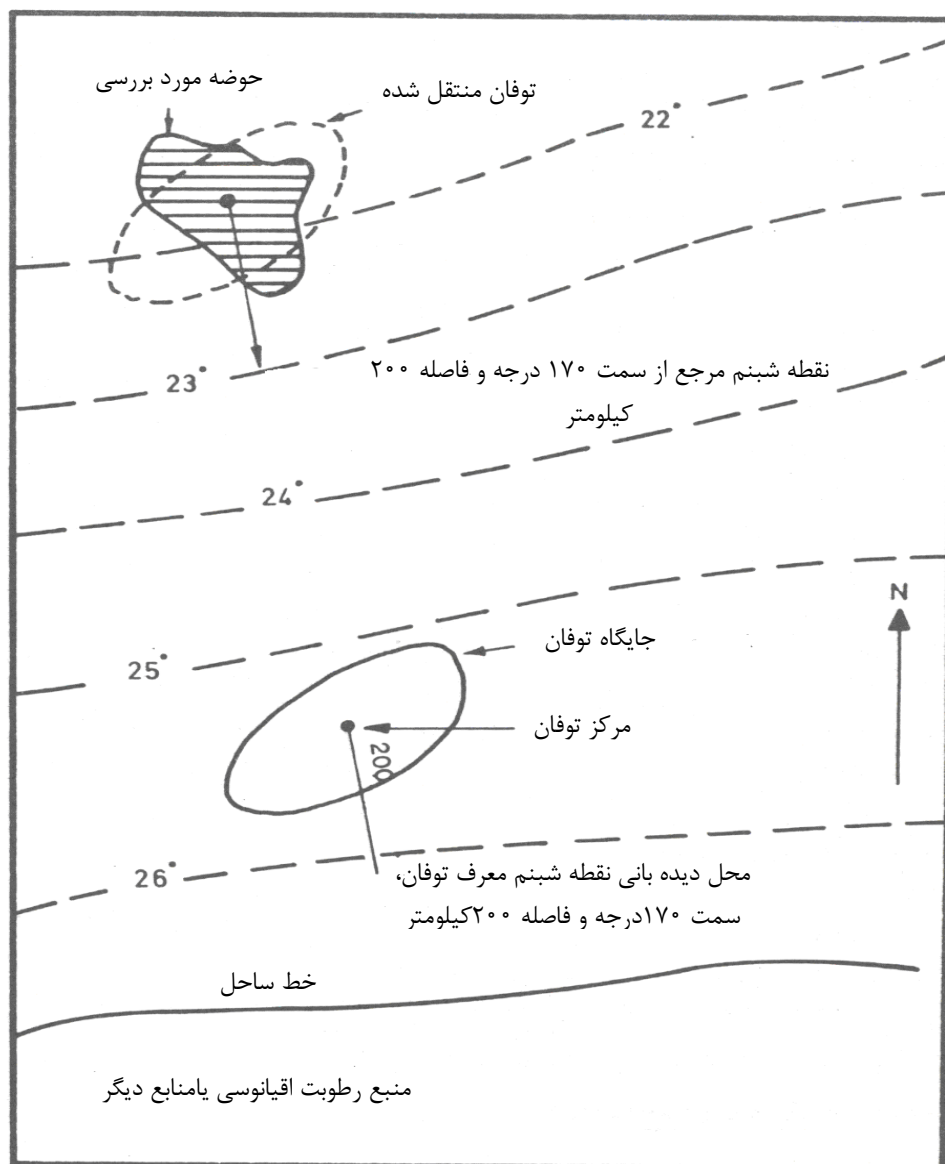 حوضه مورد بررسی
توفان منتقل شده
22°
23°
نقطه شبنم مرجع از سمت ۱۷۰ درجه و فاصله ۲۰۰
کیلومتر
24°
N
جایگاه توفان
25°
مرکز توفان
200
26°
محل دیده بانی نقطه شبنم معرف توفان،
سمت ۱۷۰درجه و فاصله ۲۰۰کیلومتر
خط ساحل
منبع رطوبت اقیانوسی یامنابع دیگر